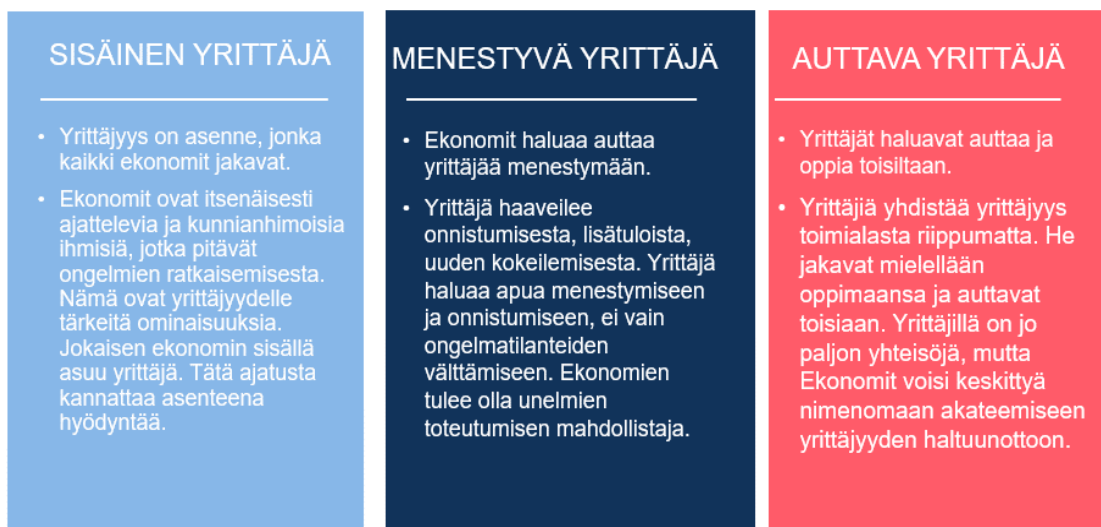 SISÄINEN YRITTÄJÄ
• Yrittäjyys on asenne, jonka
kaikki ekonomit jakavat.
• Ekonomit ovat itsenäisesti
ajattelevia ja kunnianhimoisia
ihmisiä, jotka pitävät
ongelmien ratkaisemisesta.
Nämä ovat yrittäjyydelle
tärkeitä ominaisuuksia.
Jokaisen ekonomin sisällä
asuu yrittäjä. Tätä ajatusta
kannattaa asenteena
hyödyntää.
MENESTYVÄ YRITTÄJÄ
• Ekonomit haluaa auttaa
yrittäjää menestymään.
• Yrittäjä haaveilee
onnistumisesta, lisätuloista,
uuden kokeilemisesta. Yrittäjä
haluaa apua menestymiseen
ja onnistumiseen, ei vain
ongelmatilanteiden
välttämiseen. Ekonomien
tulee olla unelmien
toteutumisen mahdollistaja.
AUTTAVA YRITTÄJÄ
• Yrittäjät haluavat auttaa ja
oppia toisiltaan.
• Yrittäjiä yhdistää yrittäjyys
toimialasta riippumatta. He
jakavat mielellään
oppimaansa ja auttavat
toisiaan. Yrittäjillä on jo
paljon yhteisöjä, mutta
Ekonomit voisi keskittyä
nimenomaan akateemiseen
yrittäjyyden haltuunottoon.